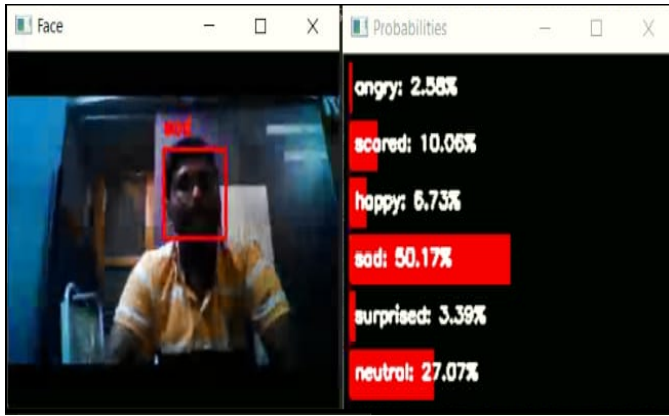 Face
sad
Probabilities
angry: 2.58%
scared: 10.06%
happy: 6.73%
sad: 50.17%
surprised: 3.39%
neutral: 27.07%